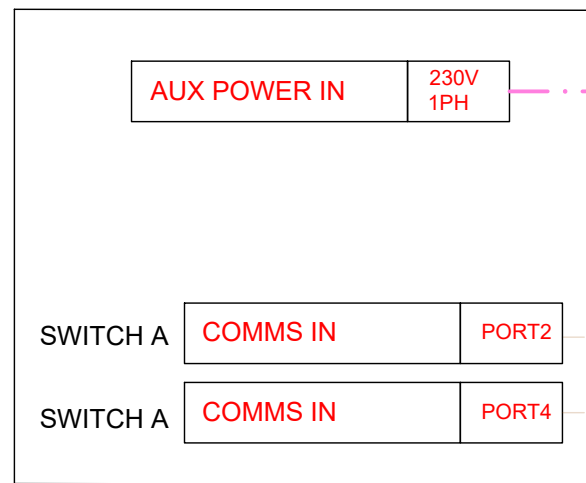 AUX POWER IN
230V
1PH
SWITCH A COMMS IN PORT2
SWITCH A COMMS IN PORT4